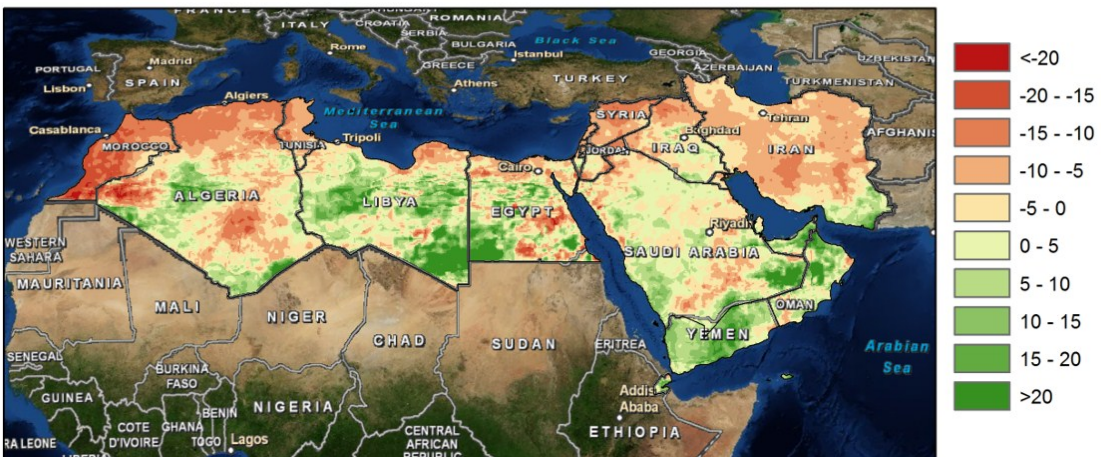 FRANCE
ITALY
CROATIA
ROMANIA
SERBIA
Rome
BULGARIA
Black Sea
GEORGIA
UZBEKISTAN
PORTUGAL
Madrid
Istanbul
AZERBAIJAN
SPAIN
GREECE
TURKEY
TURKMENISTAN
Lisbon
Athens
Algiers
Mediterranean
Sea
SYRIA
Tehran
Casablanca
Tripoli
Baghdad
AFGHANIS
MOROCCO
TUNISIA
JORDAN
IRAQ
IRAN
Cairo
ALGERIA
LIBYA
EGYPT
Riyadh
WESTERN
SAHARA
SAUDI ARABIA
MAURITANIA
MALI
NIGER
CHAD
SUDAN
ERITREA
YEMEN
OMAN
Arabian
Sea
SENEGAL
BURKINA
FASO
GUINEA
BENIN
NIGERIA
Addis
Ababa
COTE
D'IVOIRE
GHANA
TOGO
Lagos
CENTRAL
AFRICAN
REPUBLIC
ETHIOPIA
RA LEONE
<-20
-20 - -15
-15 - -10
-10 - -5
-5 - 0
0 - 5
5 - 10
10 - 15
15 - 20
>20